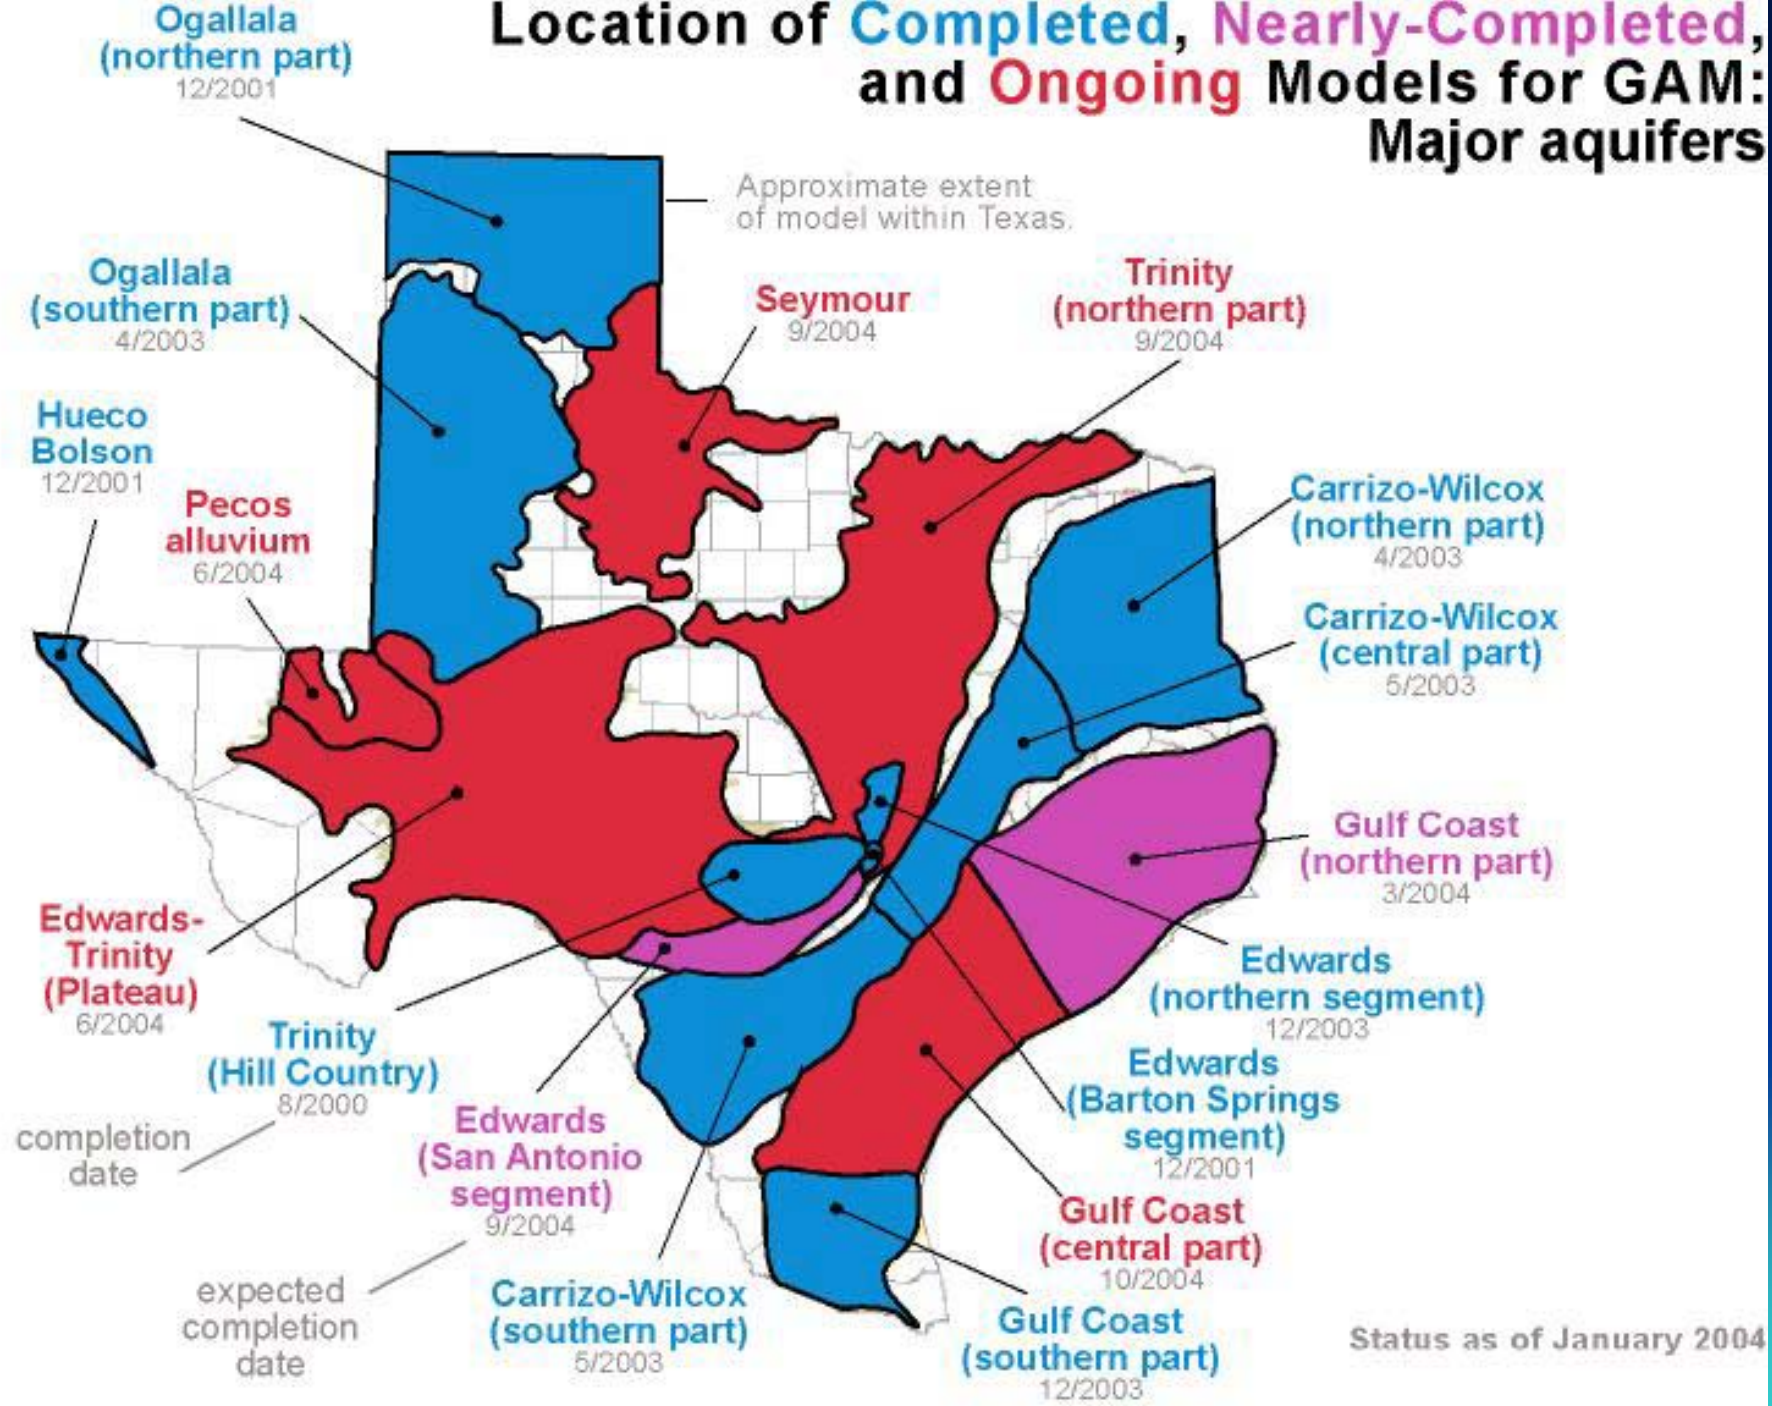 Location of Completed, Nearly-Completed,
and Ongoing Models for GAM:
Major aquifers
Ogallala
(northern part)
12/2001
Approximate extent
of model within Texas.
Ogallala
(southern part)
4/2003
Seymour
9/2004
Trinity
(northern part)
9/2004
Hueco
Bolson
12/2001
Pecos
alluvium
6/2004
Carrizo-Wilcox
(northern part)
4/2003
Carrizo-Wilcox
(central part)
5/2003
Gulf Coast
(northern part)
3/2004
Edwards-
Trinity
(Plateau)
6/2004
Edwards
(northern segment)
12/2003
Trinity
(Hill Country)
8/2000
Edwards
(Barton Springs
segment)
12/2001
completion
date
Edwards
(San Antonio
segment)
9/2004
Gulf Coast
(central part)
10/2004
expected
completion
date
Carrizo-Wilcox
(southern part)
5/2003
Gulf Coast
(southern part)
12/2003
Status as of January 2004